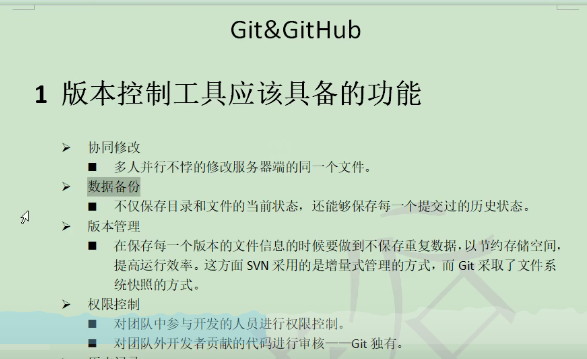 Git&GitHub
1 版本控制工具应该具备的功能
➢ 协同修改
■ 多人并行不悖的修改服务器端的同一个文件。
➢ 数据备份
■ 不仅保存目录和文件的当前状态，还能够保存每一个提交过的历史状态。
➢ 版本管理
■ 在保存每一个版本的文件信息的时候要做到不保存重复数据，以节约存储空间，
提高运行效率。这方面 SVN 采用的是增量式管理的方式，而 Git 采取了文件系
统快照的方式。
➢ 权限控制
■ 对团队中参与开发的人员进行权限控制。
■ 对团队外开发者贡献的代码进行审核——Git 独有。